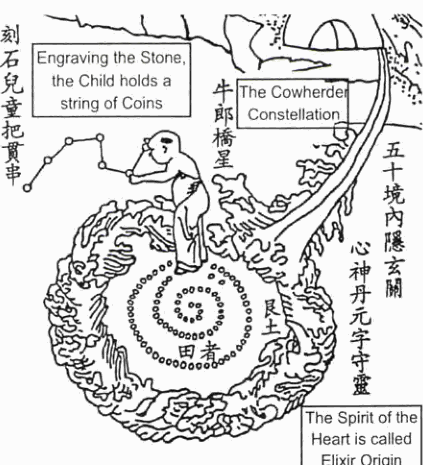 刻石兒童把貫串
Engraving the Stone,
the Child holds a
string of Coins
牛郎橋星
The Cowherder
Constellation
五十境內隱玄關
心神丹元字守靈
艮土
田者
The Spirit of the
Heart is called
Elixir Origin